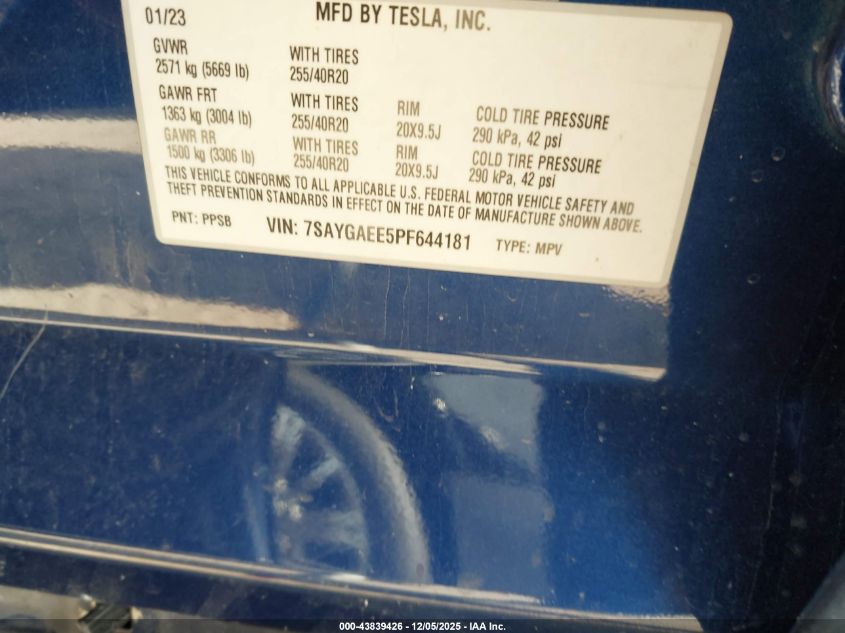 01/23 MFD BY TESLA, INC.
GVWR
2571 kg (5669 lb) WITH TIRES
255/40R20
GAWR FRT
1363 kg (3004 lb) WITH TIRES
255/40R20 RIM
20X9.5J COLD TIRE PRESSURE
290 kPa, 42 psi
GAWR RR
1500 kg (3306 lb) WITH TIRES
255/40R20 RIM
20X9.5J COLD TIRE PRESSURE
290 kPa, 42 psi
THIS VEHICLE CONFORMS TO ALL APPLICABLE U.S. FEDERAL MOTOR VEHICLE SAFETY AND
THEFT PREVENTION STANDARDS IN EFFECT ON THE DATE OF MANUFACTURE SHOWN ABOVE.
PNT: PPSB VIN: 7SAYGAEE5PF644181 TYPE: MPV
000-43839426 - 12/05/2025 - IAA Inc.